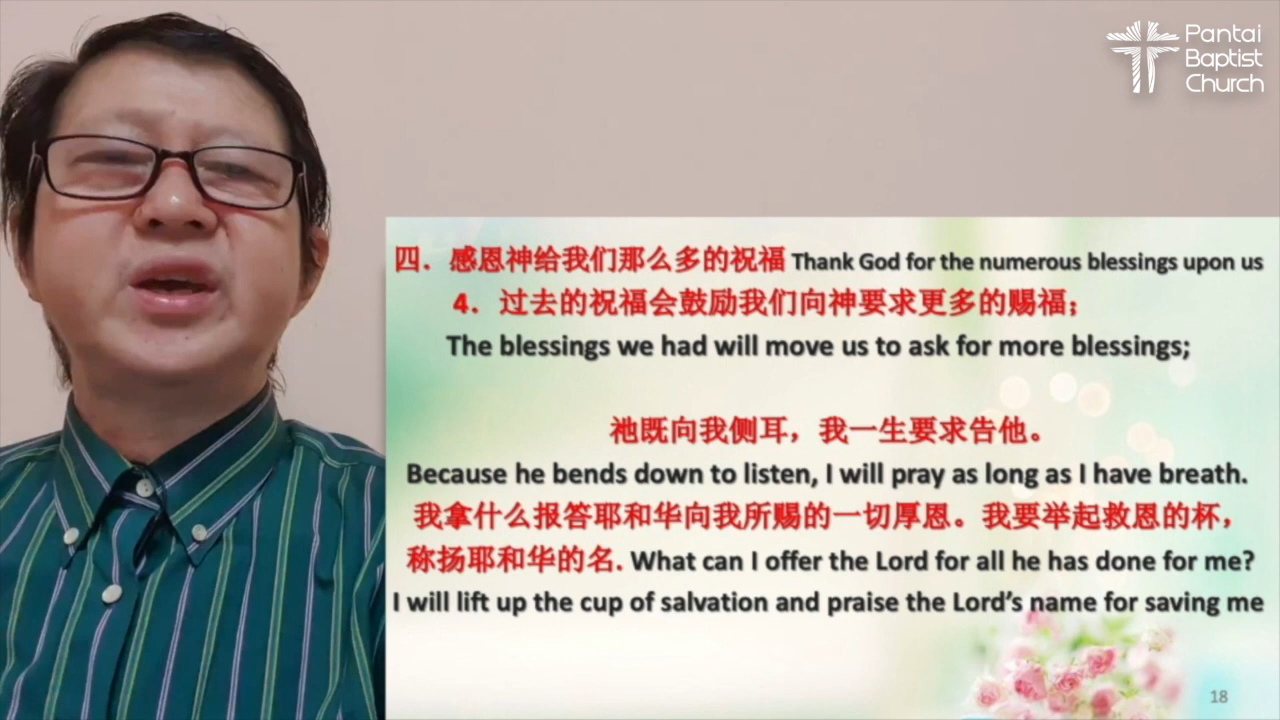 Pantai
Baptist
Church
四．感恩神给我们那么多的祝福 Thank God for the numerous blessings upon us
4．过去的祝福会鼓励我们向神要求更多的赐福；
The blessings we had will move us to ask for more blessings;
祂既向我侧耳，我一生要求告他。
Because he bends down to listen, I will pray as long as I have breath.
我拿什么报答耶和华向我所赐的一切厚恩。我要举起救恩的杯，
称扬耶和华的名. What can I offer the Lord for all he has done for me?
I will lift up the cup of salvation and praise the Lord’s name for saving me
18